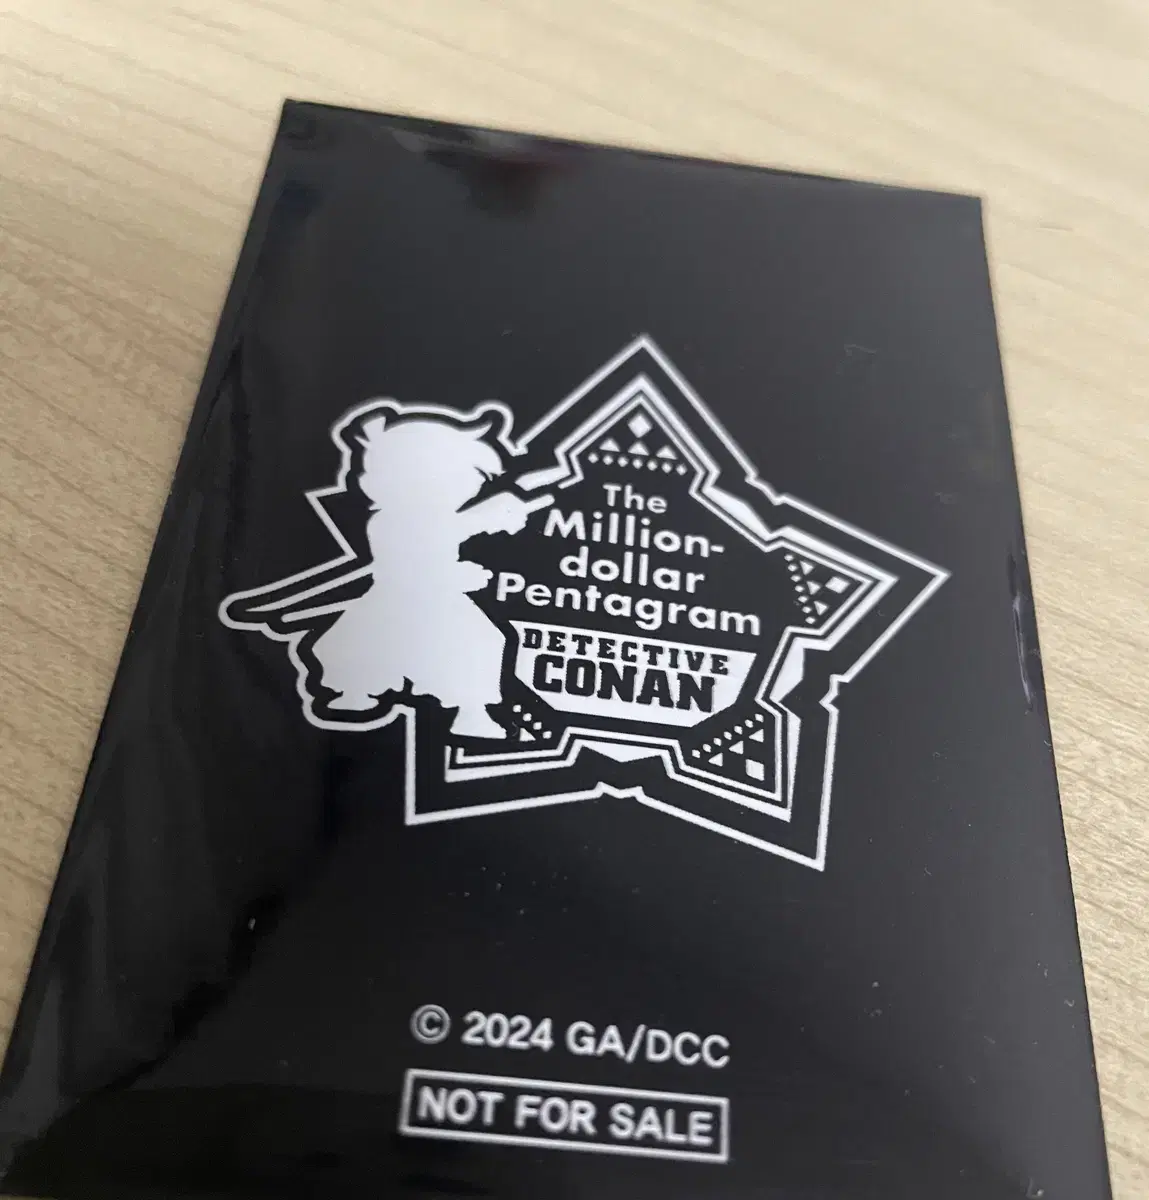 The
Million-
dollar
Pentagram
DETECTIVE
CONAN
© 2024 GA/DCC
NOT FOR SALE